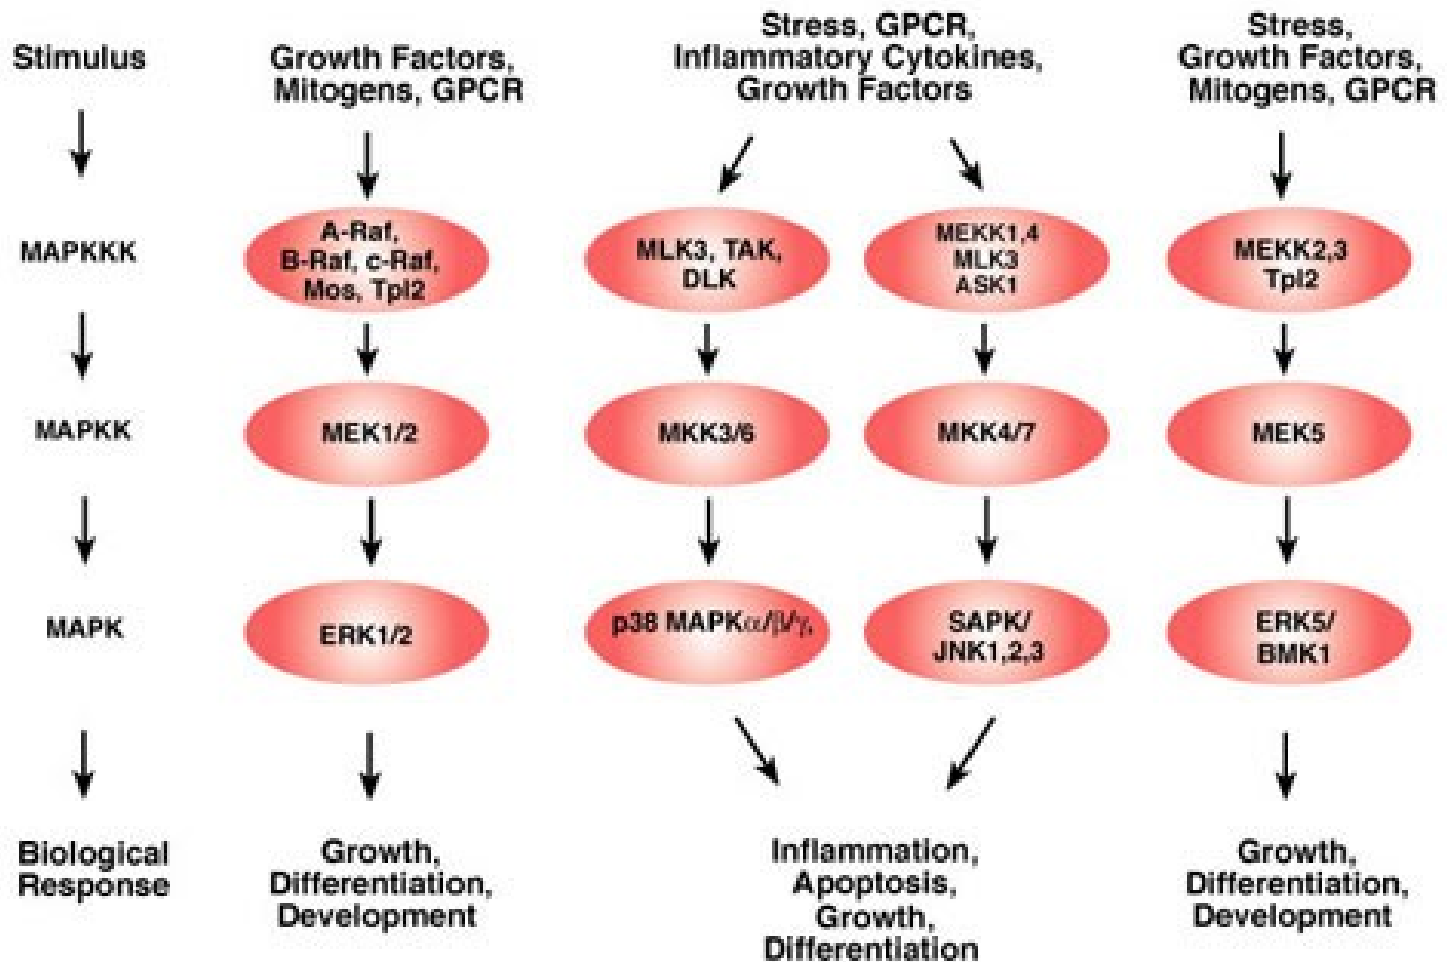 Stimulus
Growth Factors,
Mitogens, GPCR
Stress, GPCR,
Inflammatory Cytokines,
Growth Factors
Stress,
Growth Factors,
Mitogens, GPCR
MAPKKK
A-Raf,
B-Raf, c-Raf,
Mos, Tpl2
MLK3, TAK,
DLK
MEKK1,4
MLK3
ASK1
MEKK2,3
Tpl2
MAPKK
MEK1/2
MKK3/6
MKK4/7
MEK5
MAPK
ERK1/2
p38 MAPKα/β/γ,
SAPK/
JNK1,2,3
ERK5/
BMK1
Biological
Response
Growth,
Differentiation,
Development
Inflammation,
Apoptosis,
Growth,
Differentiation
Growth,
Differentiation,
Development